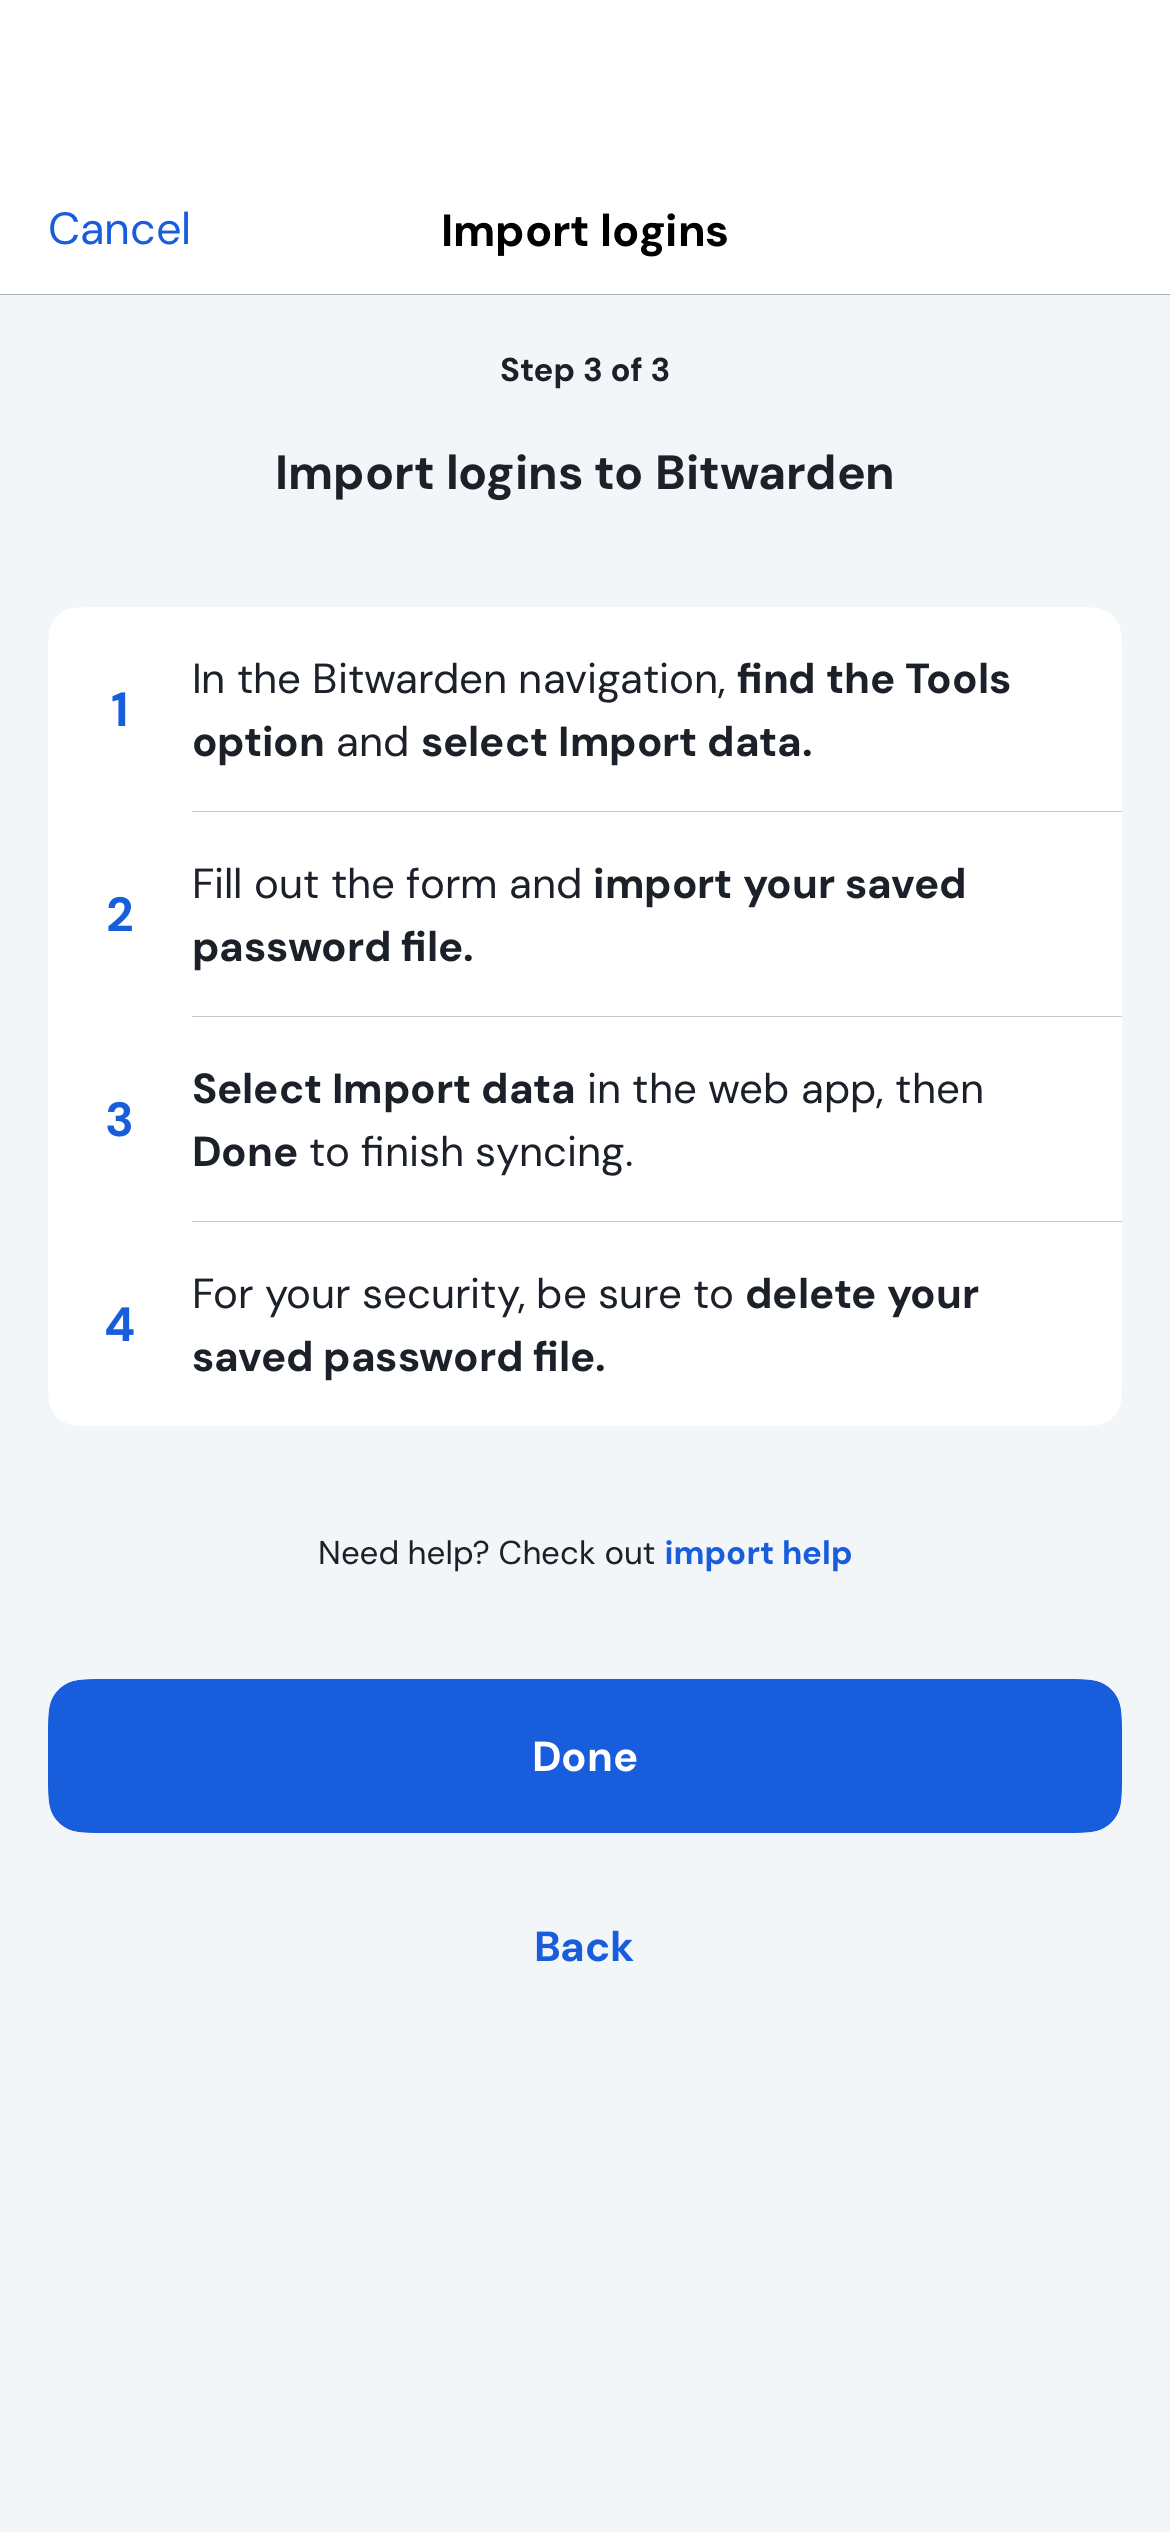 Cancel
Import logins
Step 3 of 3
Import logins to Bitwarden
1
In the Bitwarden navigation, find the Tools
option and select Import data.
2
Fill out the form and import your saved
password file.
3
Select Import data in the web app, then
Done to finish syncing.
4
For your security, be sure to delete your
saved password file.
Need help? Check out import help
Done
Back